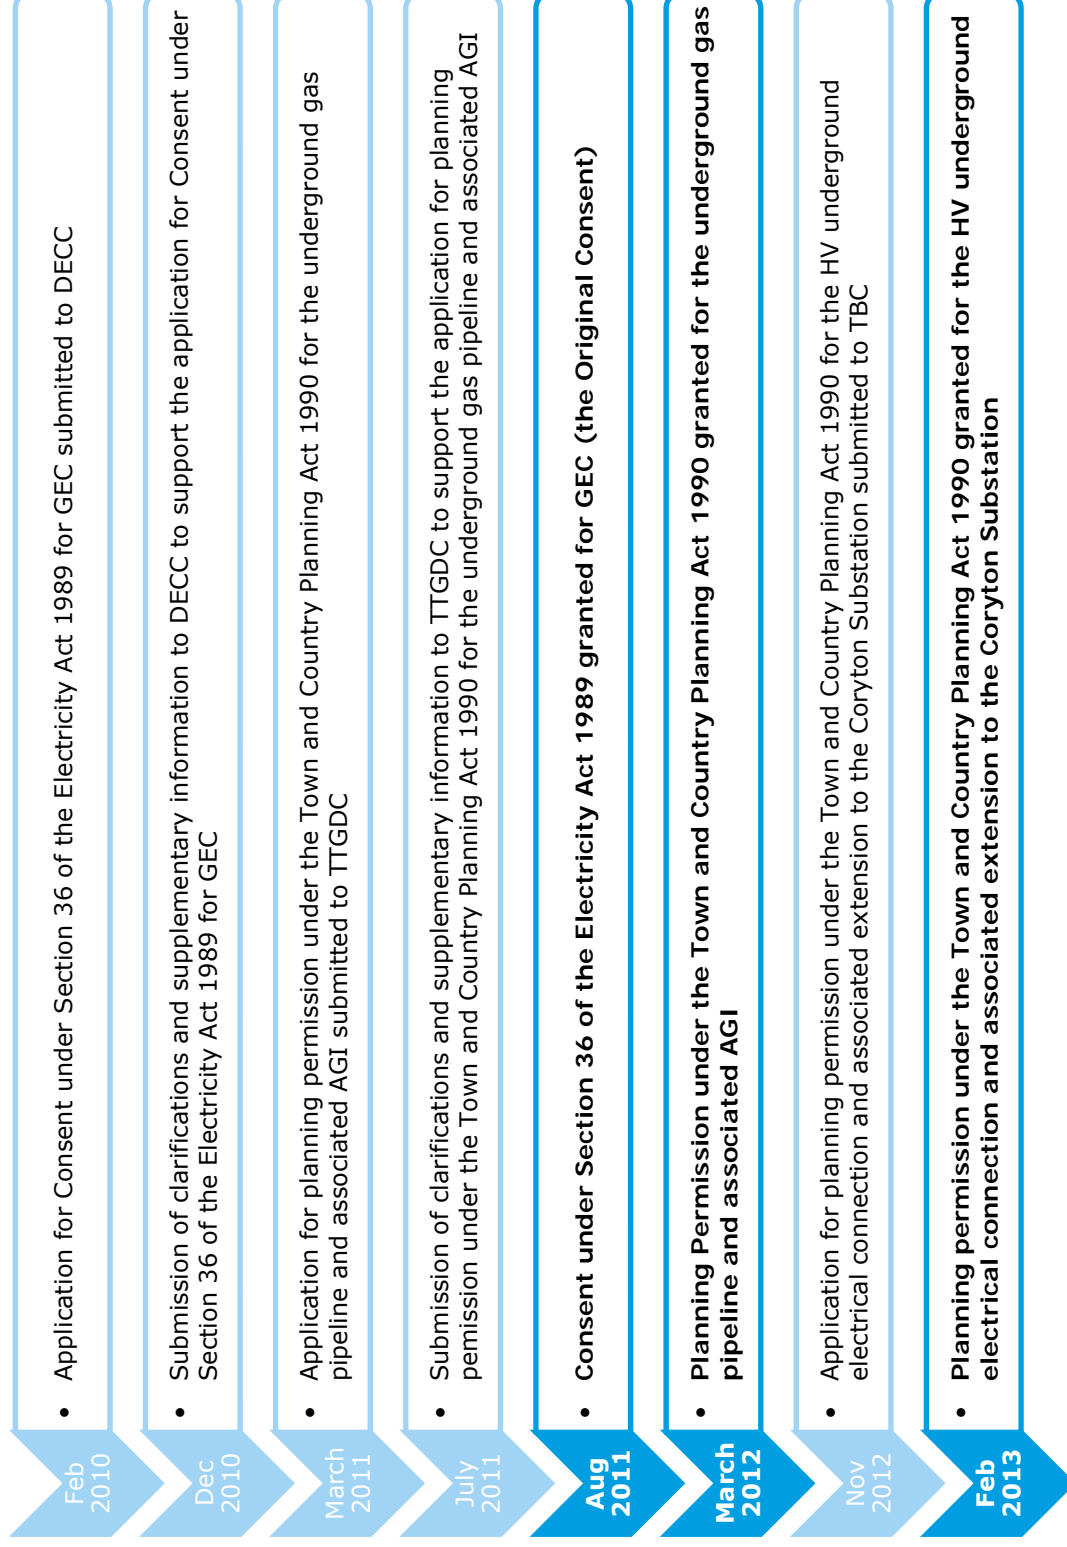 Feb
2010
• Application for Consent under Section 36 of the Electricity Act 1989 for GEC submitted to DECC
Dec
2010
• Submission of clarifications and supplementary information to DECC to support the application for Consent under
Section 36 of the Electricity Act 1989 for GEC
March
2011
• Application for planning permission under the Town and Country Planning Act 1990 for the underground gas
pipeline and associated AGI submitted to TTGDC
July
2011
• Submission of clarifications and supplementary information to TTGDC to support the application for planning
pemission under the Town and Country Planning Act 1990 for the underground gas pipeline and associated AGI
Aug
2011
• Consent under Section 36 of the Electricity Act 1989 granted for GEC (the Original Consent)
March
2012
• Planning Permission under the Town and Country Planning Act 1990 granted for the underground gas
pipeline and associated AGI
Nov
2012
• Application for planning permission under the Town and Country Planning Act 1990 for the HV underground
electrical connection and associated extension to the Coryton Substation submitted to TBC
Feb
2013
• Planning permission under the Town and Country Planning Act 1990 granted for the HV underground
electrical connection and associated extension to the Coryton Substation